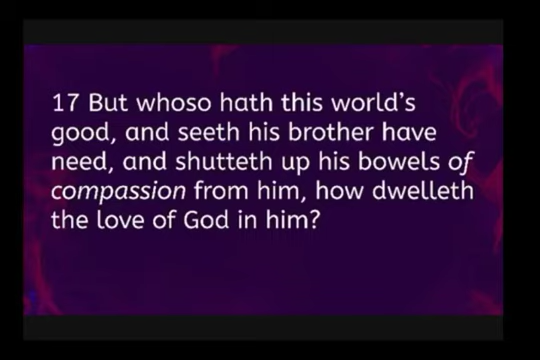 17 But whoso hath this world's
good, and seeth his brother have
need, and shutteth up his bowels of
compassion from him, how dwelleth
the love of God in him?